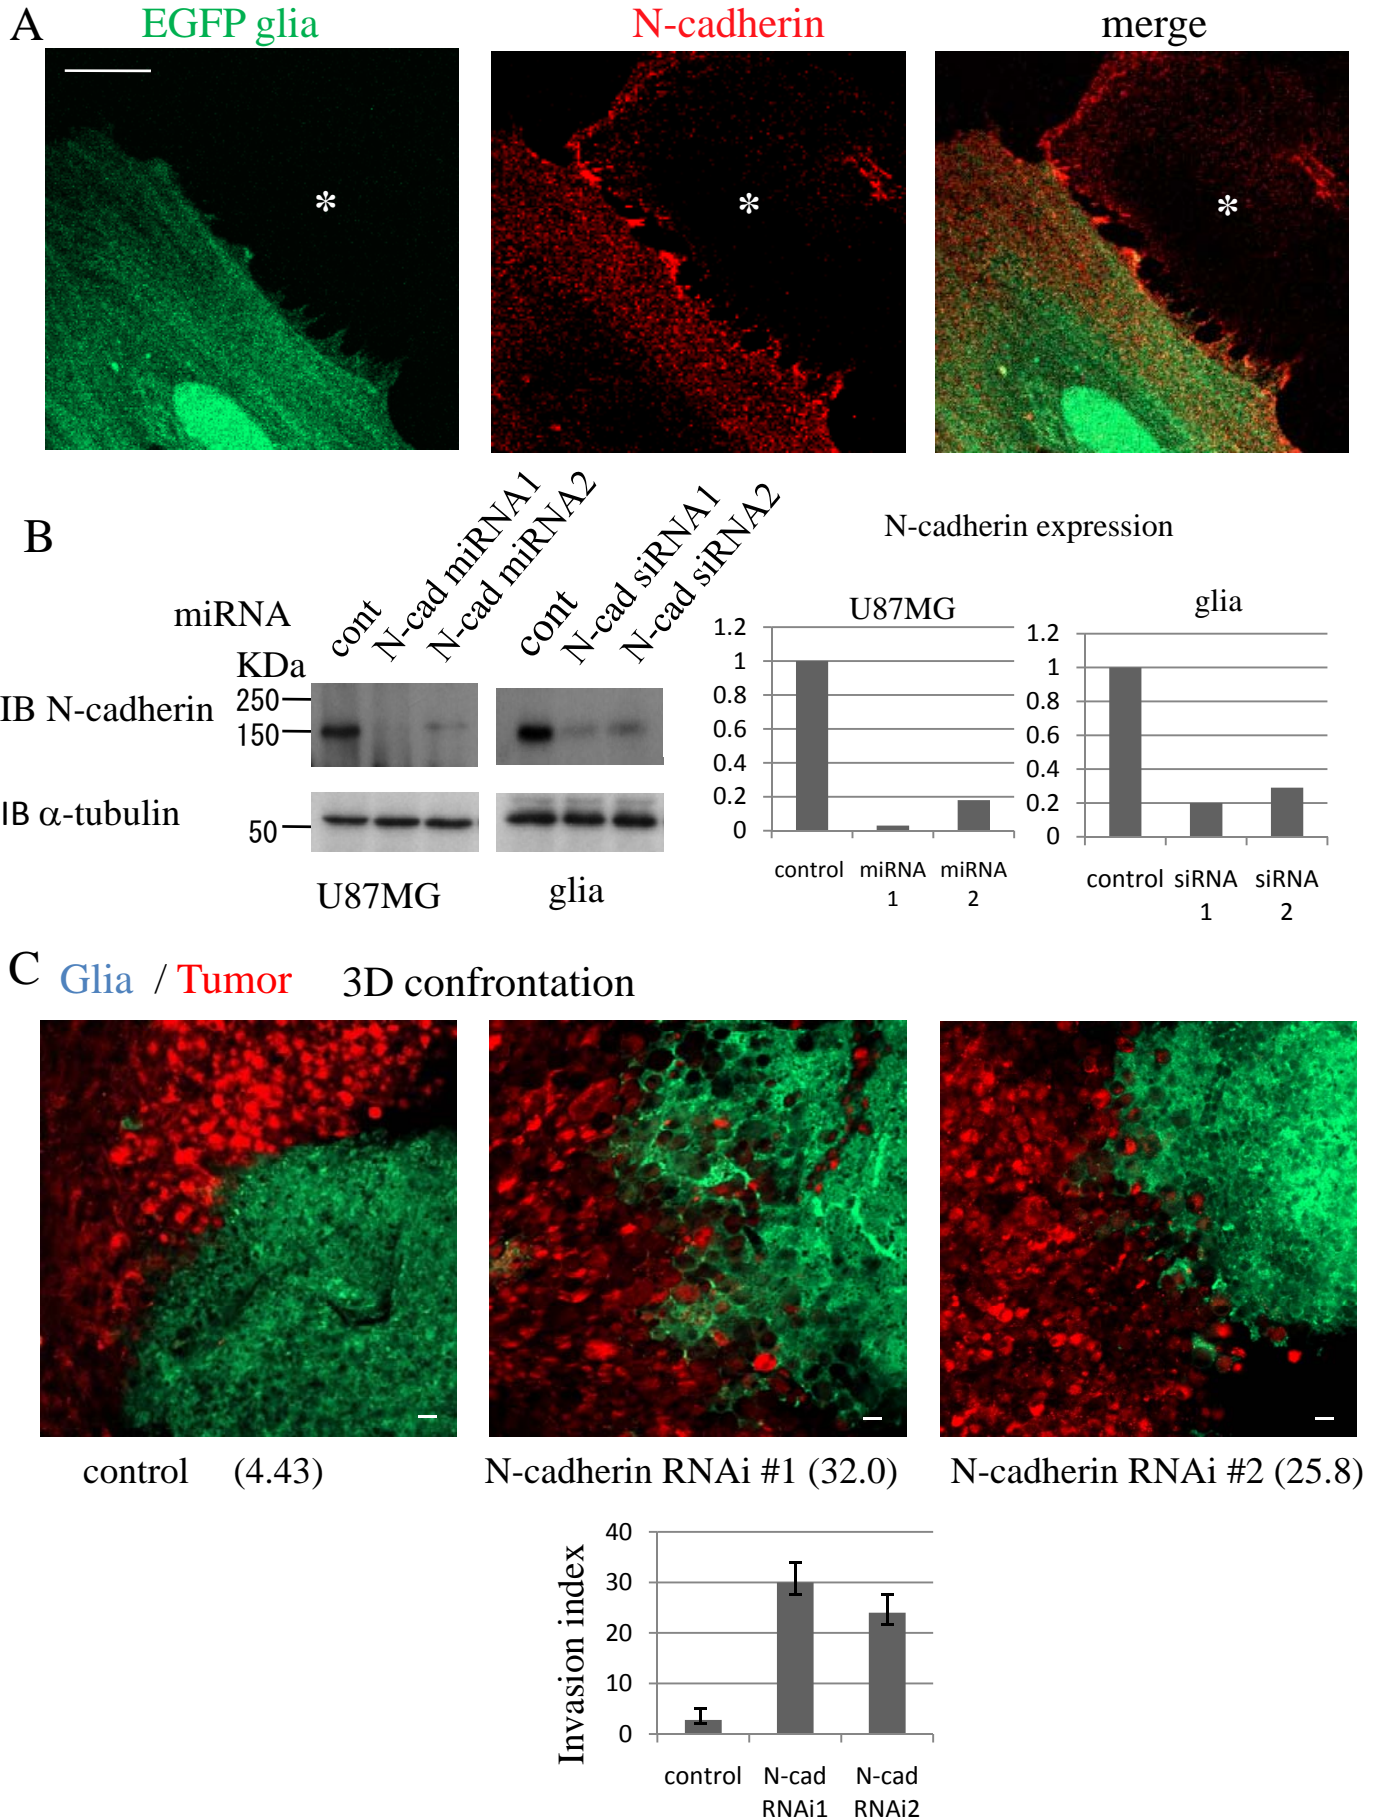 A
EGFP glia
N-cadherin
merge
*
*
*
B
miRNA
cont
N-cad miRNA1
N-cad miRNA2
cont
N-cad siRNA1
N-cad siRNA2
KDa
IB N-cadherin
250
150
IB α-tubulin
50
U87MG
glia
N-cadherin expression
U87MG
1.2
1
0.8
0.6
0.4
0.2
0
control
miRNA
1
miRNA
2
glia
1.2
1
0.8
0.6
0.4
0.2
0
control
siRNA
1
siRNA
2
C
Glia / Tumor 3D confrontation
control (4.43)
N-cadherin RNAi #1 (32.0)
N-cadherin RNAi #2 (25.8)
Invasion index
40
30
20
10
0
control
N-cad
RNAi1
N-cad
RNAi2